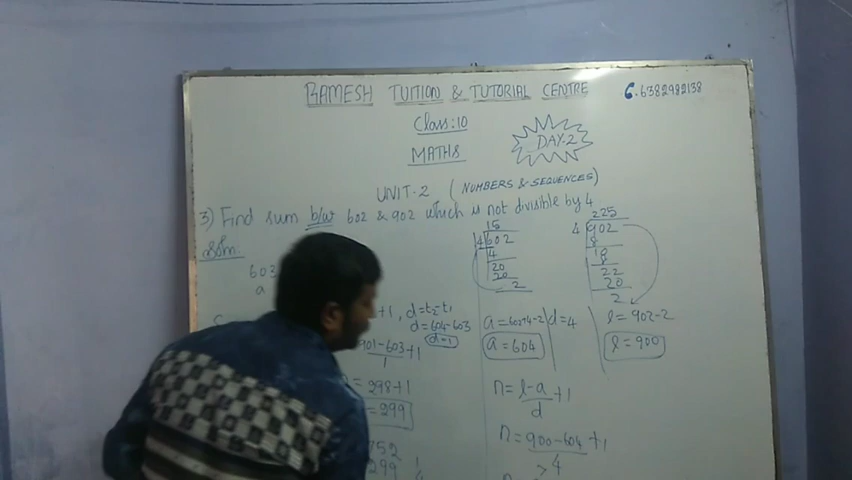 RAMESH TUITION & TUTORIAL CENTRE
6382982138
Class:10
MATHS
DAY-2
UNIT-2 (NUMBERS & SEQUENCES)
3) Find sum b/w 602 & 902 which is not divisible by 4
Soln:
603
a
+1, d=t2-t1
d=604-603
d=1
901-603+1
1
= 298+1
= 299
299
15
4 602
4
20
20
2
225
4 902
8
18
22
20
2
a=602+4-2 d=4
a=604
l=902-2
l=900
n=l-a+1
d
n=900-604+1
4